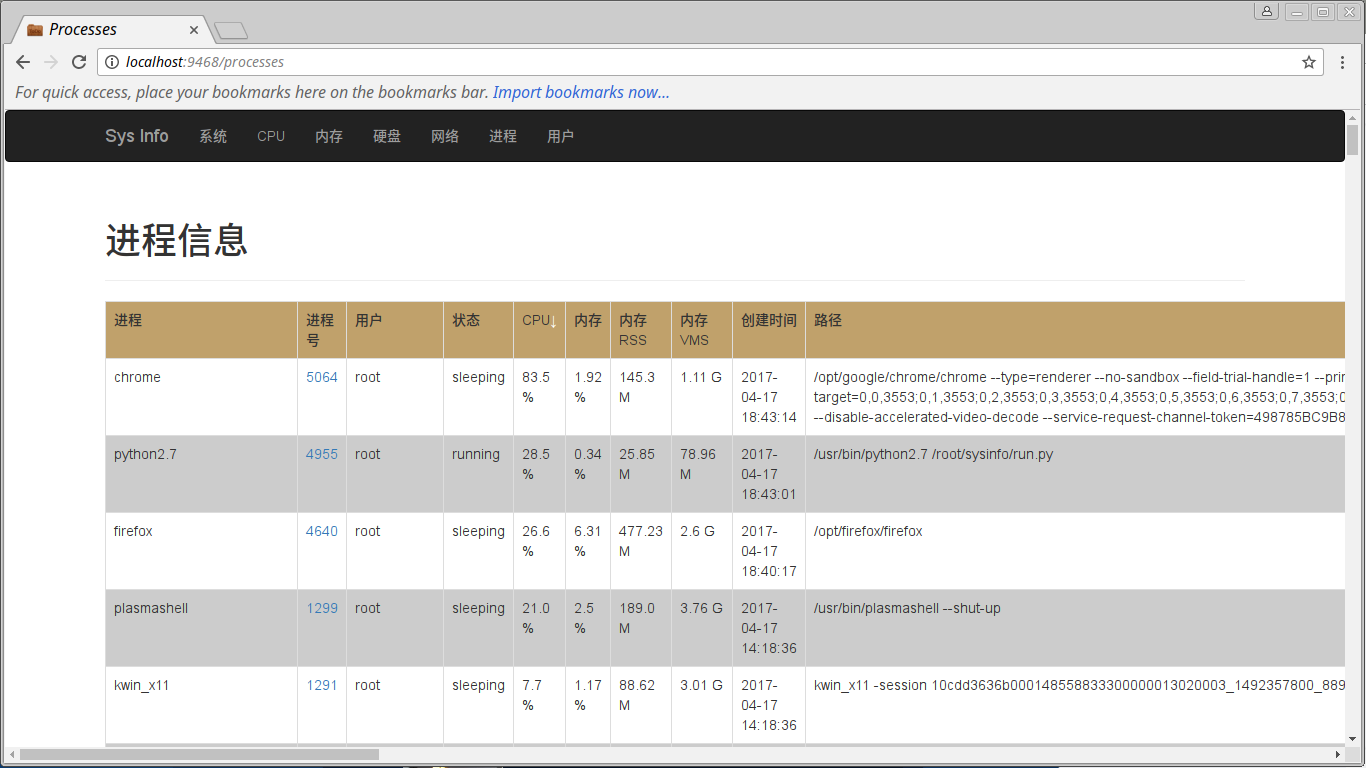 Processes
localhost:9468/processes
For quick access, place your bookmarks here on the bookmarks bar. Import bookmarks now...
Sys Info 系统 CPU 内存 硬盘 网络 进程 用户
进程信息
进程 进程号 用户 状态 CPU↓ 内存 内存 RSS 内存 VMS 创建时间 路径
chrome 5064 root sleeping 83.5 % 1.92 % 145.3 M 1.11 G 2017-04-17 18:43:14 /opt/google/chrome/chrome --type=renderer --no-sandbox --field-trial-handle=1 --prin
target=0,0,3553;0,1,3553;0,2,3553;0,3,3553;0,4,3553;0,5,3553;0,6,3553;0,7,3553;0
--disable-accelerated-video-decode --service-request-channel-token=498785BC9B8
python2.7 4955 root running 28.5 % 0.34 % 25.85 M 78.96 M 2017-04-17 18:43:01 /usr/bin/python2.7 /root/sysinfo/run.py
firefox 4640 root sleeping 26.6 % 6.31 % 477.23 M 2.6 G 2017-04-17 18:40:17 /opt/firefox/firefox
plasmashell 1299 root sleeping 21.0 % 2.5 % 189.0 M 3.76 G 2017-04-17 14:18:36 /usr/bin/plasmashell --shut-up
kwin_x11 1291 root sleeping 7.7 % 1.17 % 88.62 M 3.01 G 2017-04-17 14:18:36 kwin_x11 -session 10cdd3636b000148558833300000013020003_1492357800_889